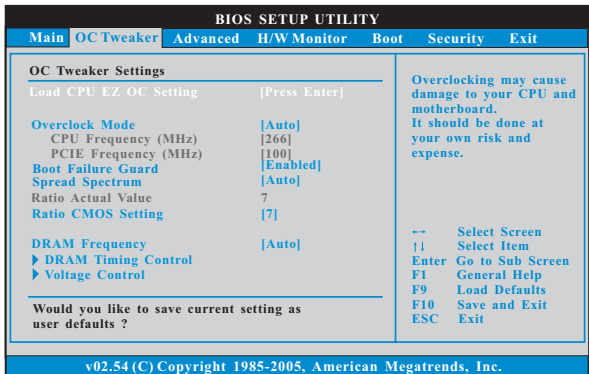 BIOS SETUP UTILITY
Main OC Tweaker Advanced H/W Monitor Boot Security Exit
OC Tweaker Settings
Load CPU EZ OC Setting [Press Enter]
Overclock Mode [Auto]
CPU Frequency (MHz) [266]
PCIE Frequency (MHz) [100]
Boot Failure Guard [Enabled]
Spread Spectrum [Auto]
Ratio Actual Value 7
Ratio CMOS Setting [7]
DRAM Frequency [Auto]
DRAM Timing Control
Voltage Control
Would you like to save current setting as
user defaults ?
Overclocking may cause
damage to your CPU and
motherboard.
It should be done at
your own risk and
expense.
←→ Select Screen
↑↓ Select Item
Enter Go to Sub Screen
F1 General Help
F9 Load Defaults
F10 Save and Exit
ESC Exit
v02.54 (C) Copyright 1985-2005, American Megatrends, Inc.